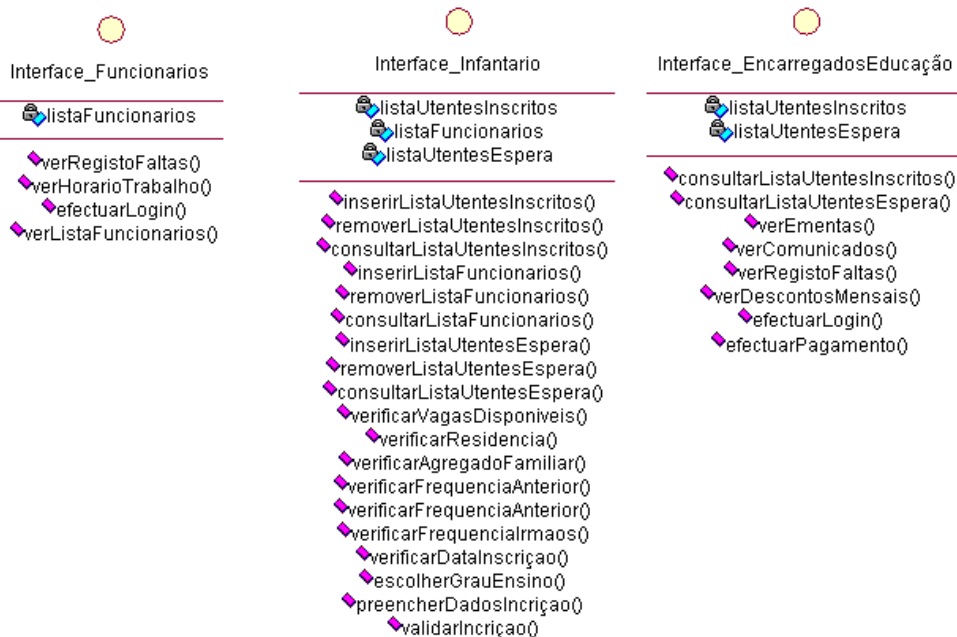 Interface_Funcionarios
listaFuncionarios
verRegistoFaltas()
verHorarioTrabalho()
efectuarLogin()
verListaFuncionarios()
Interface_Infantario
listaUtentesInscritos
listaFuncionarios
listaUtentesEspera
inserirListaUtentesInscritos()
removerListaUtentesInscritos()
consultarListaUtentesInscritos()
inserirListaFuncionarios()
removerListaFuncionarios()
consultarListaFuncionarios()
inserirListaUtentesEspera()
removerListaUtentesEspera()
consultarListaUtentesEspera()
verificarVagasDisponiveis()
verificarResidencia()
verificarAgregadoFamiliar()
verificarFrequenciaAnterior()
verificarFrequenciaAnterior()
verificarFrequenciaIrmaos()
verificarDataInscriçao()
escolherGrauEnsino()
preencherDadosIncriçao()
validarIncriçao()
Interface_EncarregadosEducação
listaUtentesInscritos
listaUtentesEspera
consultarListaUtentesInscritos()
consultarListaUtentesEspera()
verEmentas()
verComunicados()
verRegistoFaltas()
verDescontosMensais()
efectuarLogin()
efectuarPagamento()